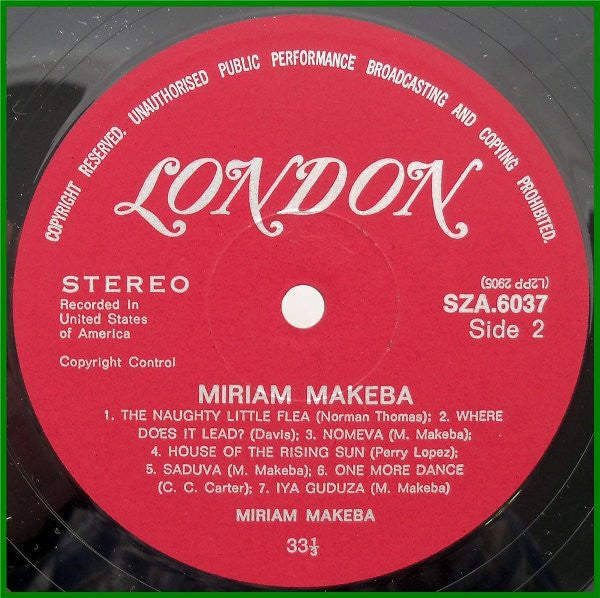 COPYRIGHT RESERVED. UNAUTHORISED PUBLIC PERFORMANCE BROADCASTING AND COPYING PROHIBITED.
LONDON
STEREO
Recorded In
United States
of America
Copyright Control
(L2PP 2905)
SZA.6037
Side 2
MIRIAM MAKEBA
1. THE NAUGHTY LITTLE FLEA (Norman Thomas); 2. WHERE
DOES IT LEAD? (Davis); 3. NOMEVA (M. Makeba);
4. HOUSE OF THE RISING SUN (Perry Lopez);
5. SADUVA (M. Makeba); 6. ONE MORE DANCE
(C. C. Carter); 7. IYA GUDUZA (M. Makeba)
MIRIAM MAKEBA
33⅓